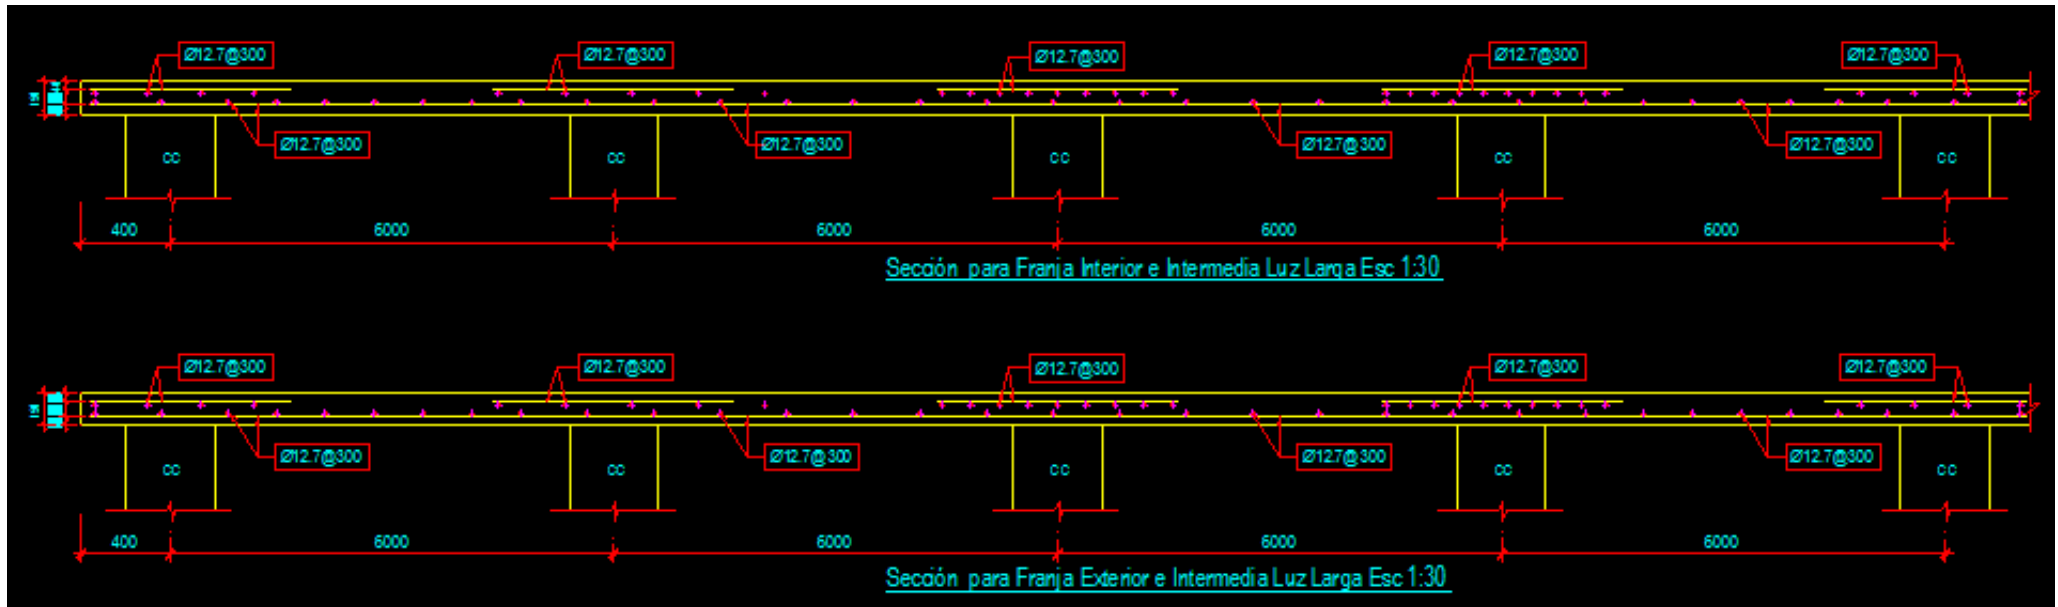 Ø12.7@300 Ø12.7@300 Ø12.7@300 Ø12.7@300 Ø12.7@300
Ø12.7@300 Ø12.7@300 Ø12.7@300 Ø12.7@300
CC CC CC CC CC
400 6000 6000 6000 6000
Sección para Franja Interior e Intermedia Luz Larga Esc 1:30
Ø12.7@300 Ø12.7@300 Ø12.7@300 Ø12.7@300 Ø12.7@300
Ø12.7@300 Ø12.7@300 Ø12.7@300 Ø12.7@300
CC CC CC CC CC
400 6000 6000 6000 6000
Sección para Franja Exterior e Intermedia Luz Larga Esc 1:30